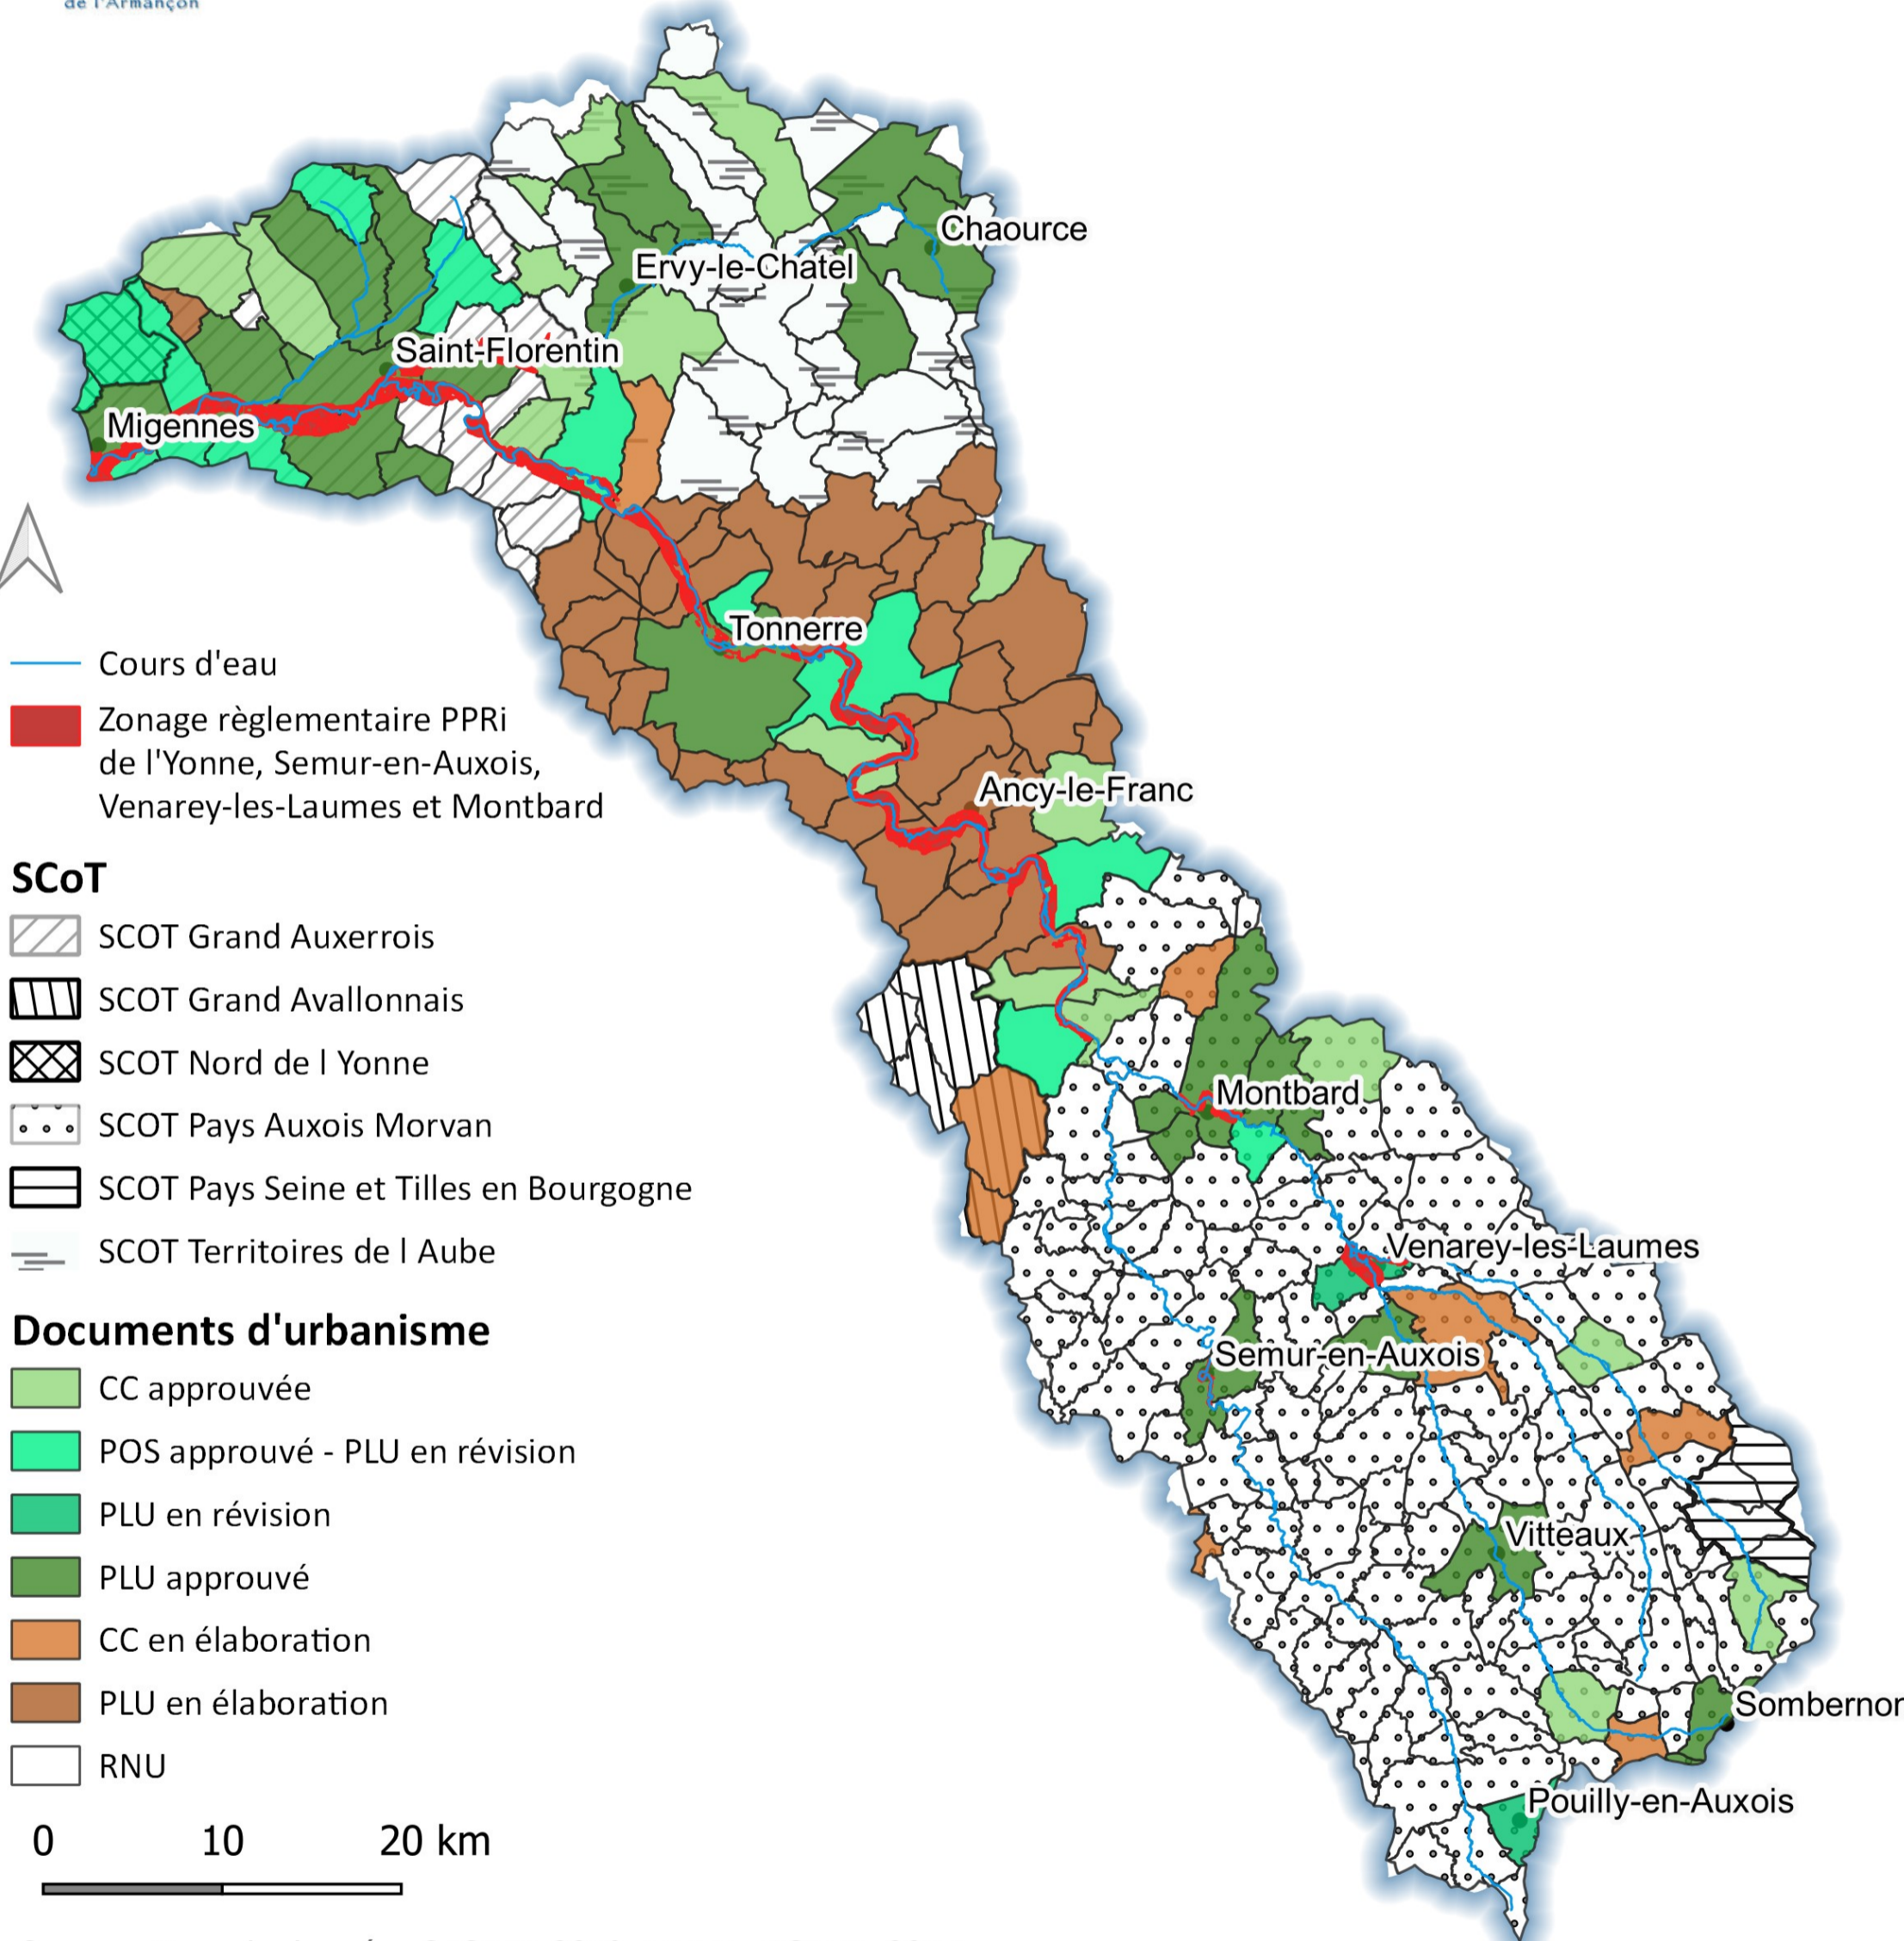 de l'Armançon
Chaource
Ervy-le-Chatel
Saint-Florentin
Migennes
Tonnerre
Cours d'eau
Zonage règlementaire PPRi
de l'Yonne, Semur-en-Auxois,
Venarey-les-Laumes et Montbard
Ancy-le-Franc
SCoT
SCOT Grand Auxerrois
SCOT Grand Avallonnais
SCOT Nord de l Yonne
Montbard
SCOT Pays Auxois Morvan
SCOT Pays Seine et Tilles en Bourgogne
SCOT Territoires de l Aube
Venarey-les-Laumes
Documents d'urbanisme
Semur-en-Auxois
CC approuvée
POS approuvé - PLU en révision
PLU en révision
Vitteaux
PLU approuvé
CC en élaboration
PLU en élaboration
Sombernor
RNU
Pouilly-en-Auxois
0 10 20 km